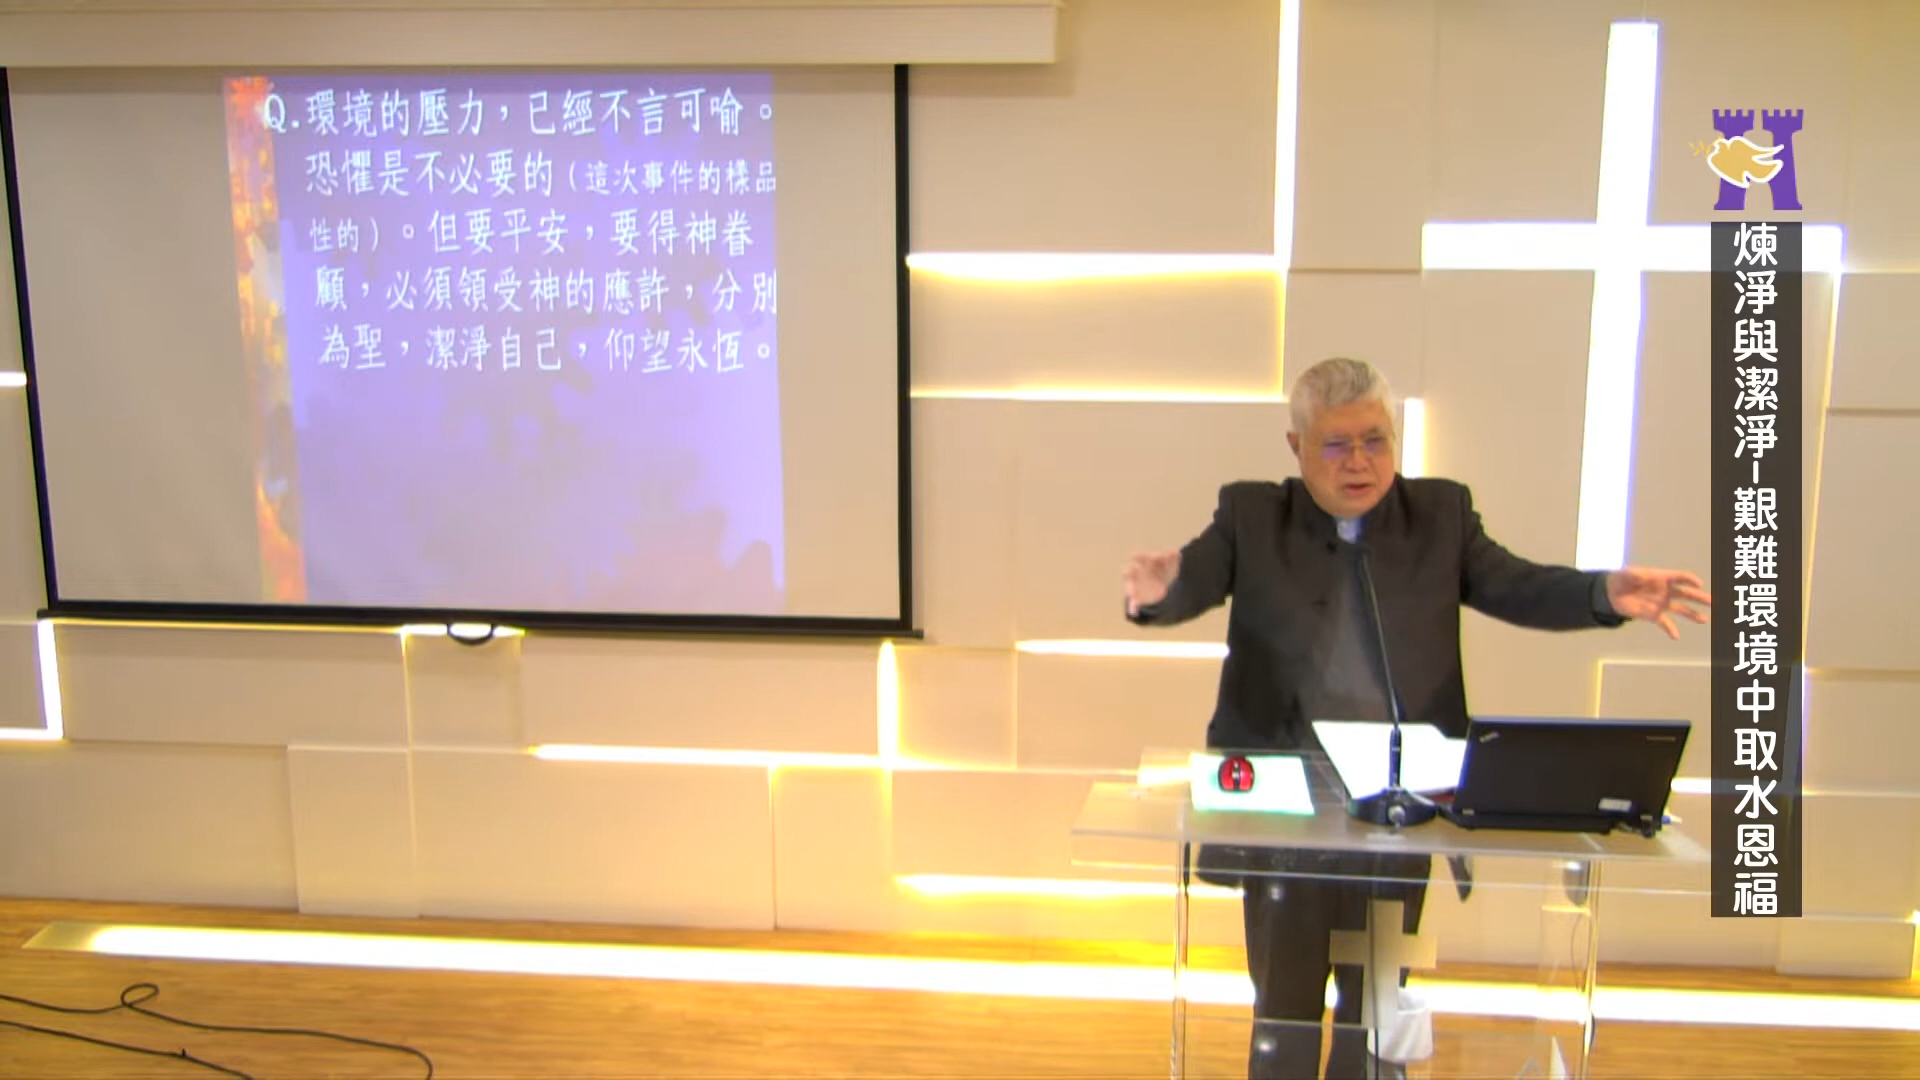 Q.環境的壓力，已經不言可喻。
恐懼是不必要的（這次事件的樣品
性的）。但要平安，要得神眷
顧，必須領受神的應許，分別
為聖，潔淨自己，仰望永恆。
煉淨與潔淨-艱難環境中取水恩福